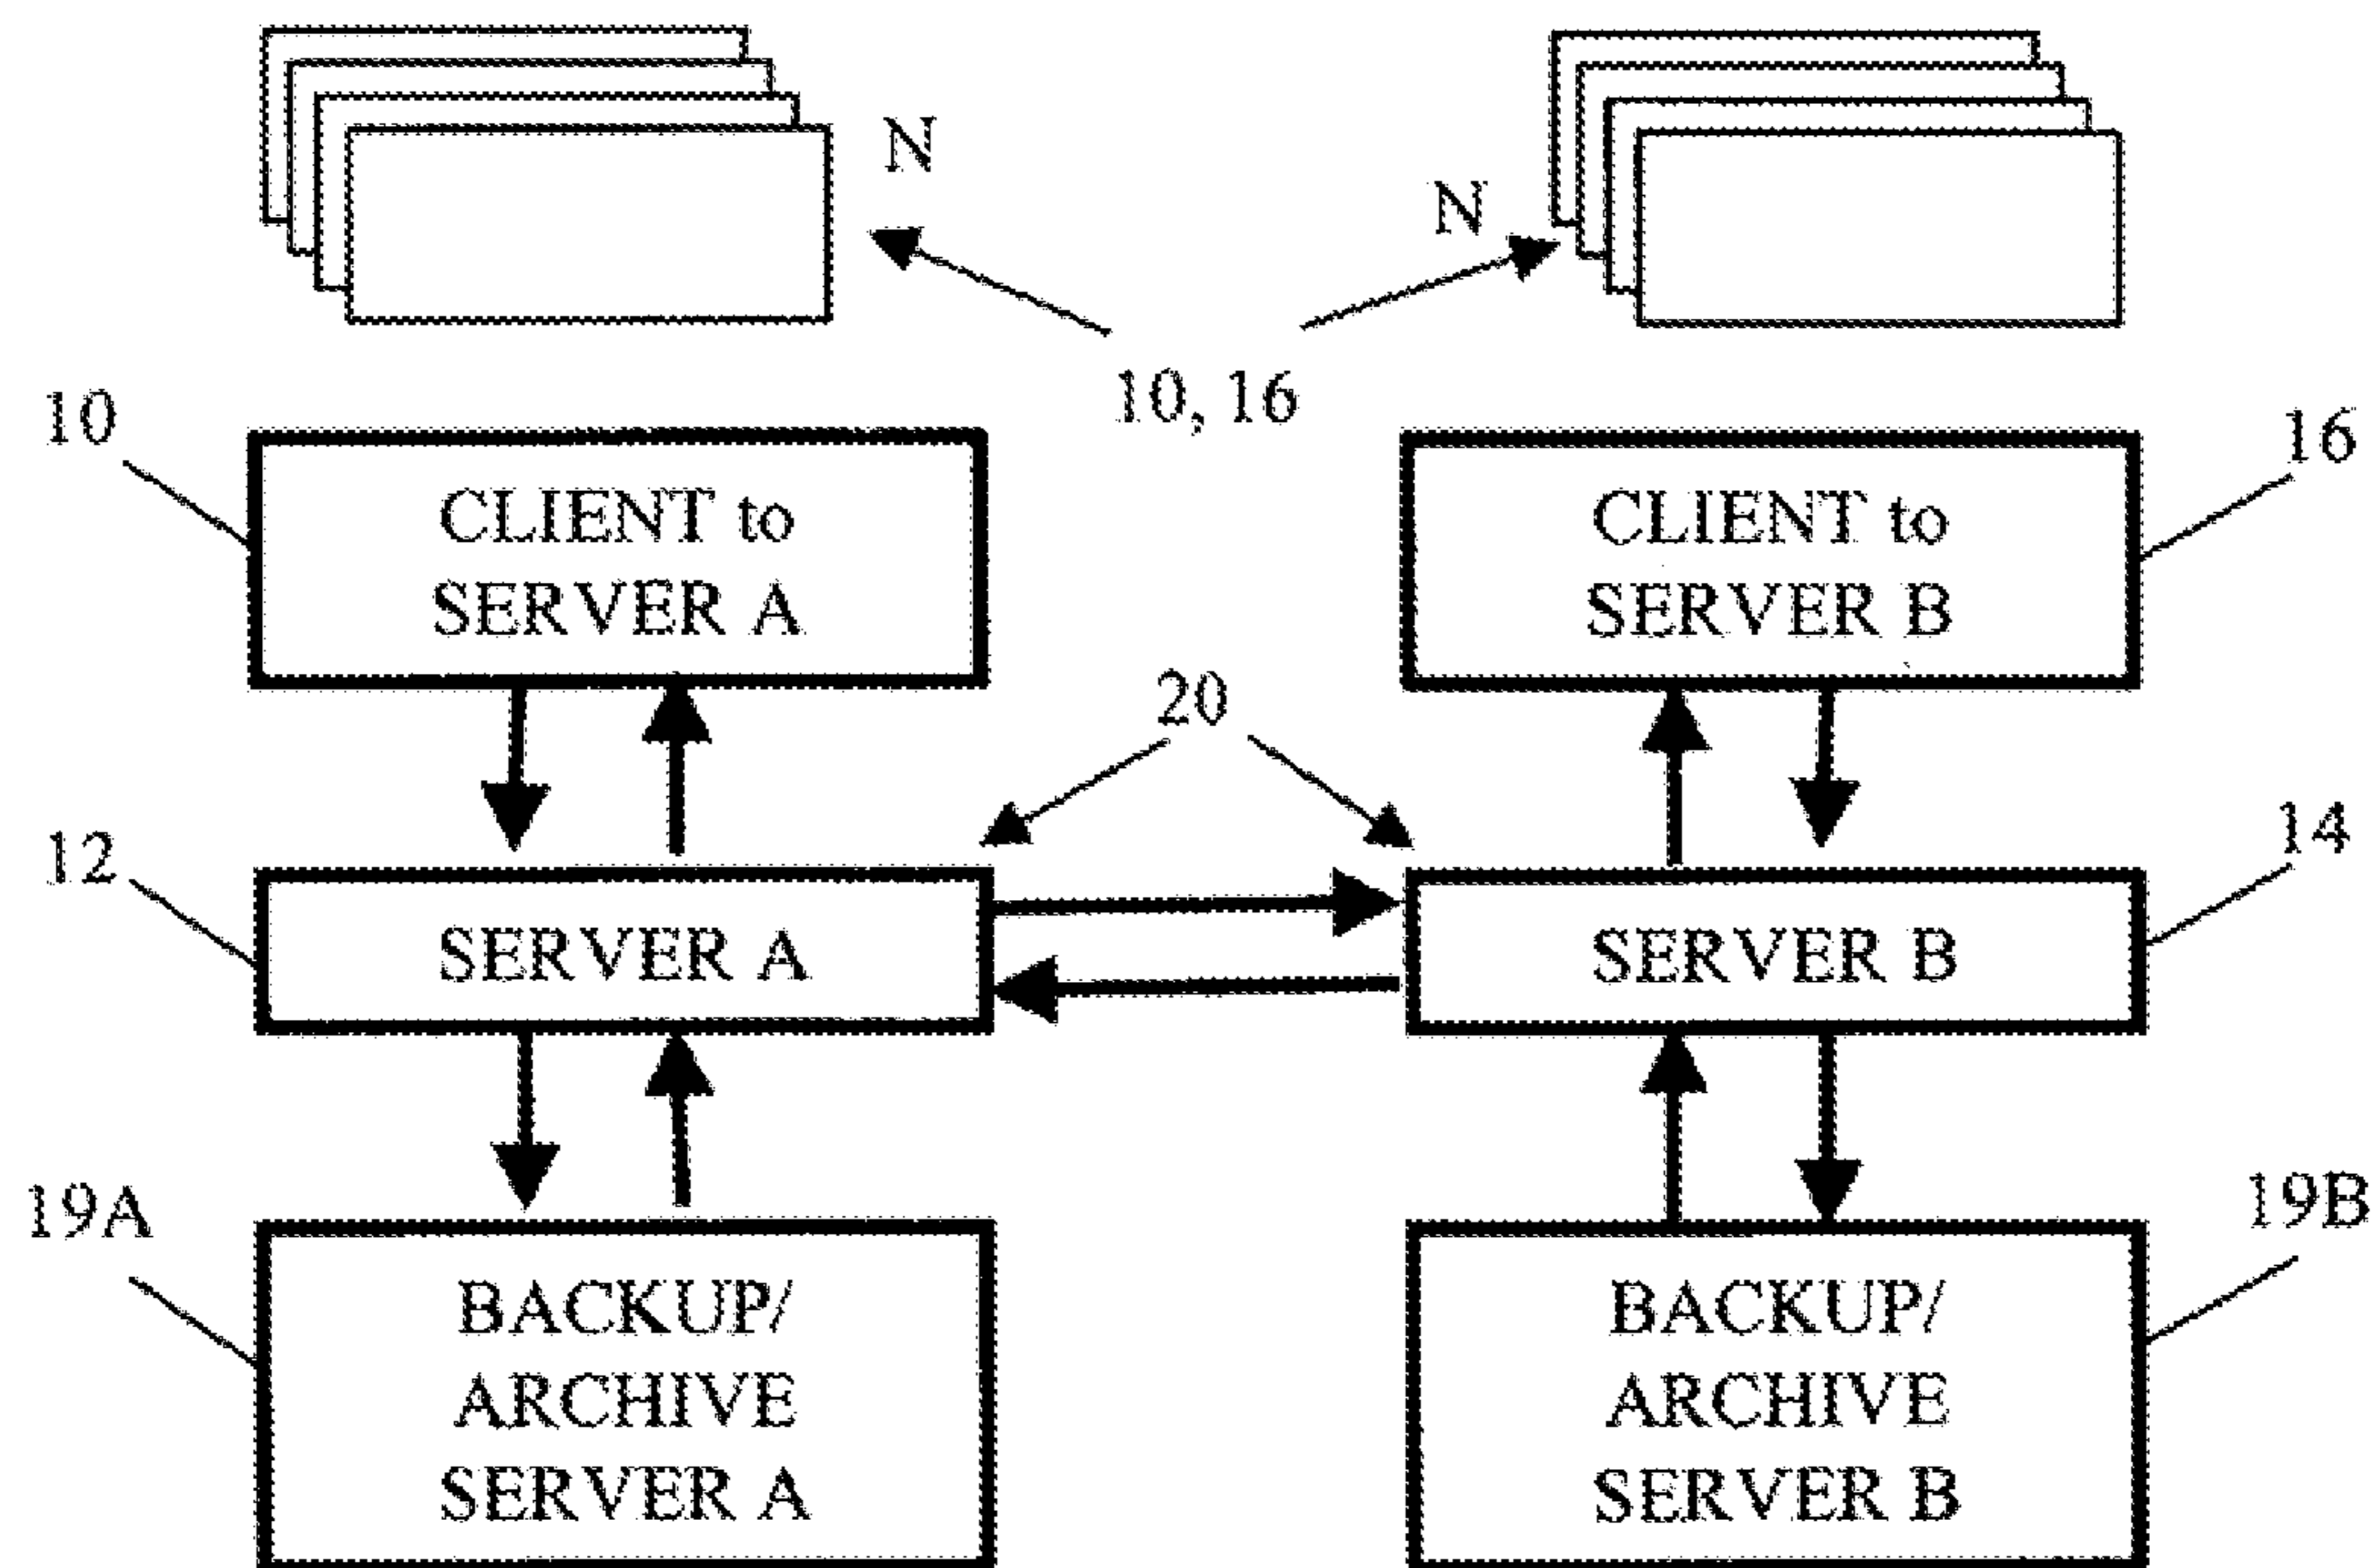 N
N
10, 16
10
16
CLIENT to
SERVER A
CLIENT to
SERVER B
20
12
14
SERVER A
SERVER B
19A
19B
BACKUP/
ARCHIVE
SERVER A
BACKUP/
ARCHIVE
SERVER B